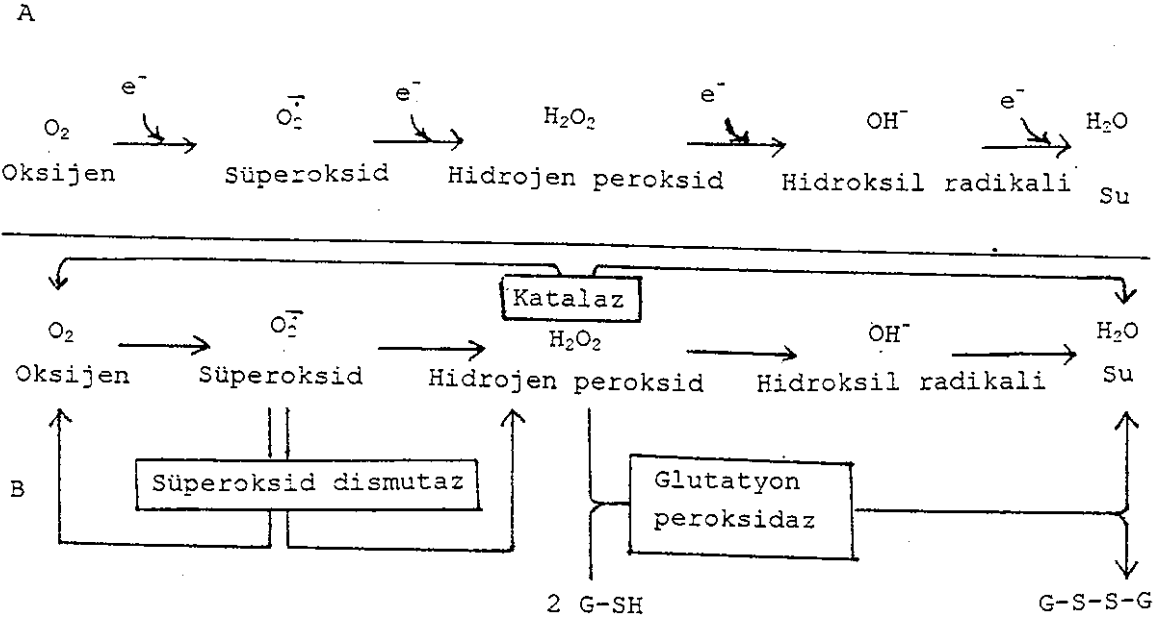 A
e⁻ e⁻ e⁻ e⁻
O₂ O₂∸ H₂O₂ OH⁻ H₂O
Oksijen Süperoksid Hidrojen peroksid Hidroksil radikali Su
Katalaz
O₂ O₂∸ H₂O₂ OH⁻ H₂O
Oksijen Süperoksid Hidrojen peroksid Hidroksil radikali Su
B
Süperoksid dismutaz
Glutatyon
peroksidaz
2 G-SH G-S-S-G